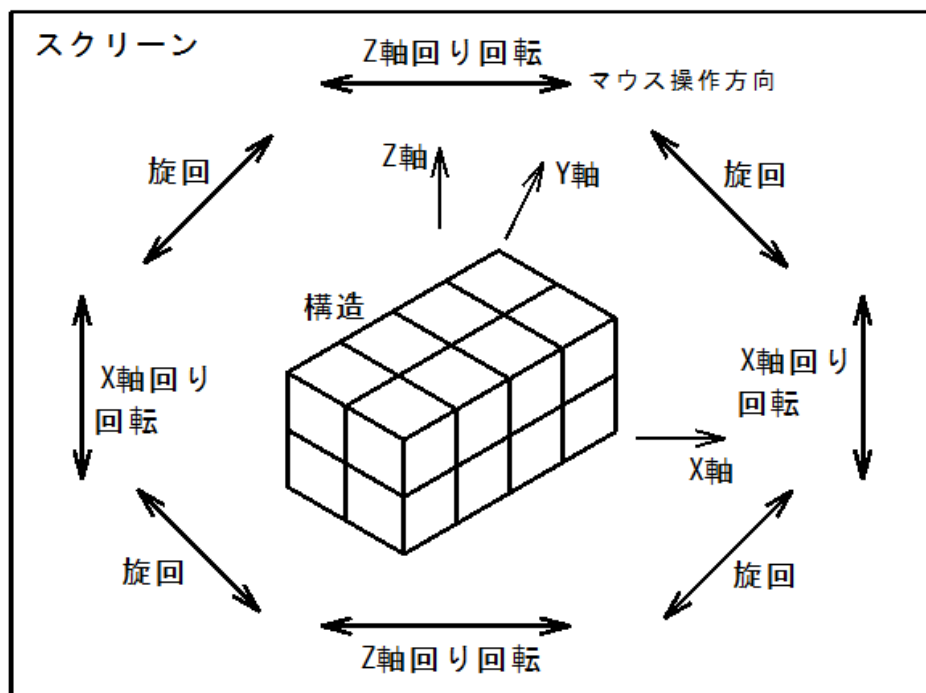 スクリーン
Z軸回り回転
マウス操作方向
旋回
Z軸
Y軸
旋回
構造
X軸回り
回転
X軸回り
回転
X軸
旋回
旋回
Z軸回り回転